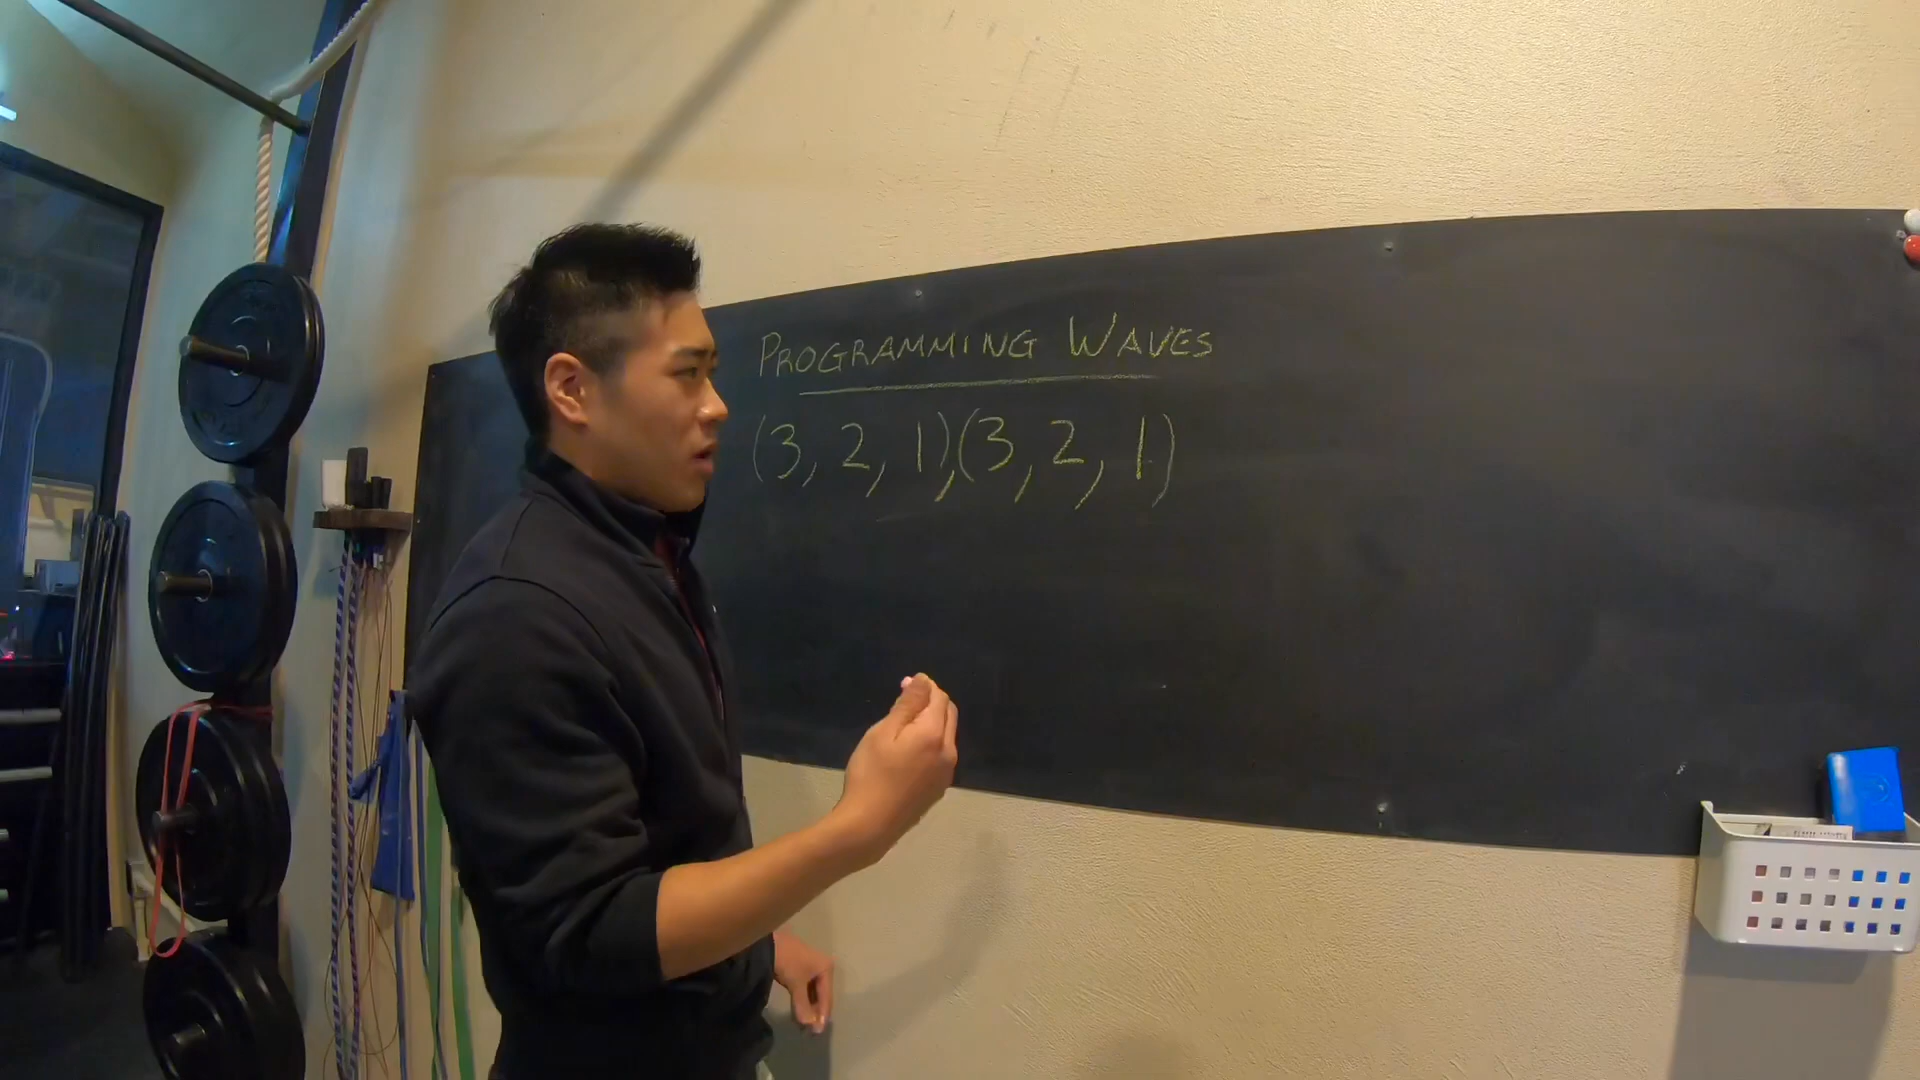 PROGRAMMING WAVES
(3, 2, 1),(3, 2, 1)